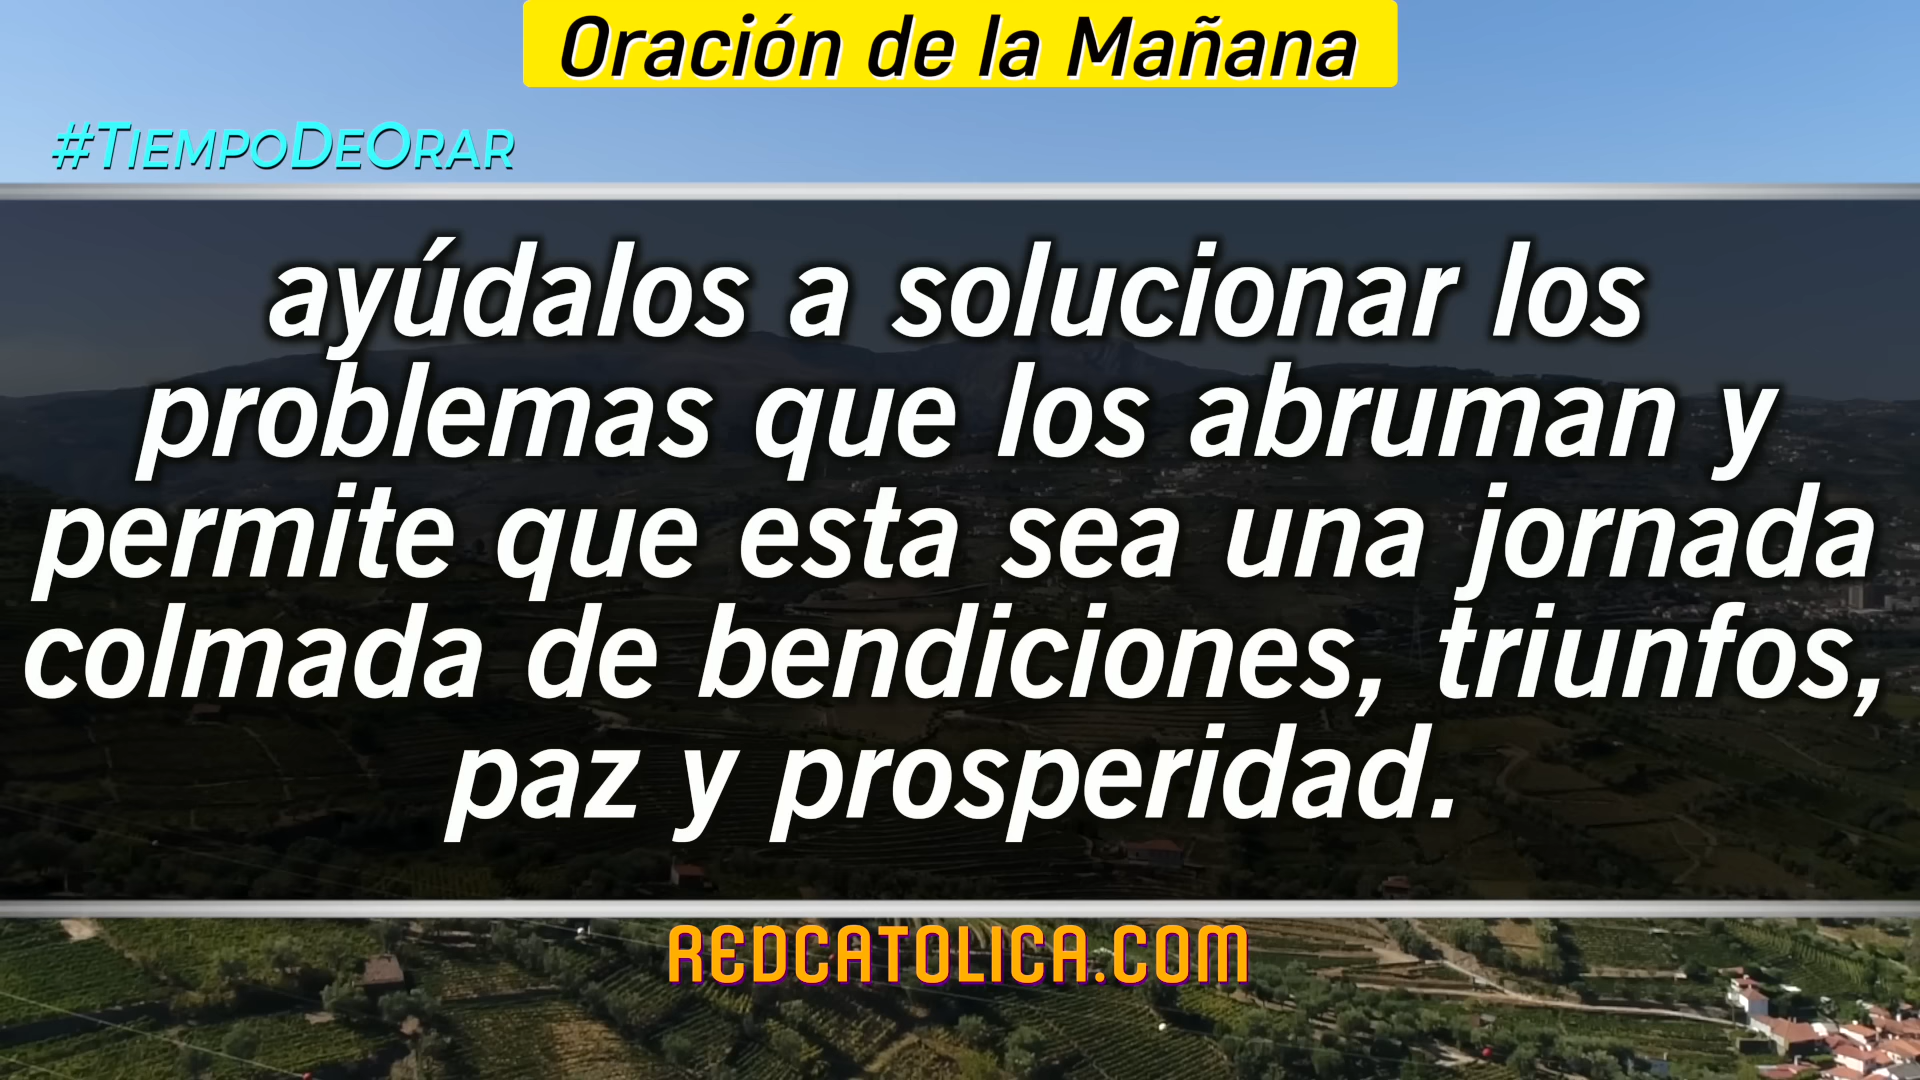 Oración de la Mañana
#TiempoDeOrar
ayúdalos a solucionar los
problemas que los abruman y
permite que esta sea una jornada
colmada de bendiciones, triunfos,
paz y prosperidad.
REDCATOLICA.COM